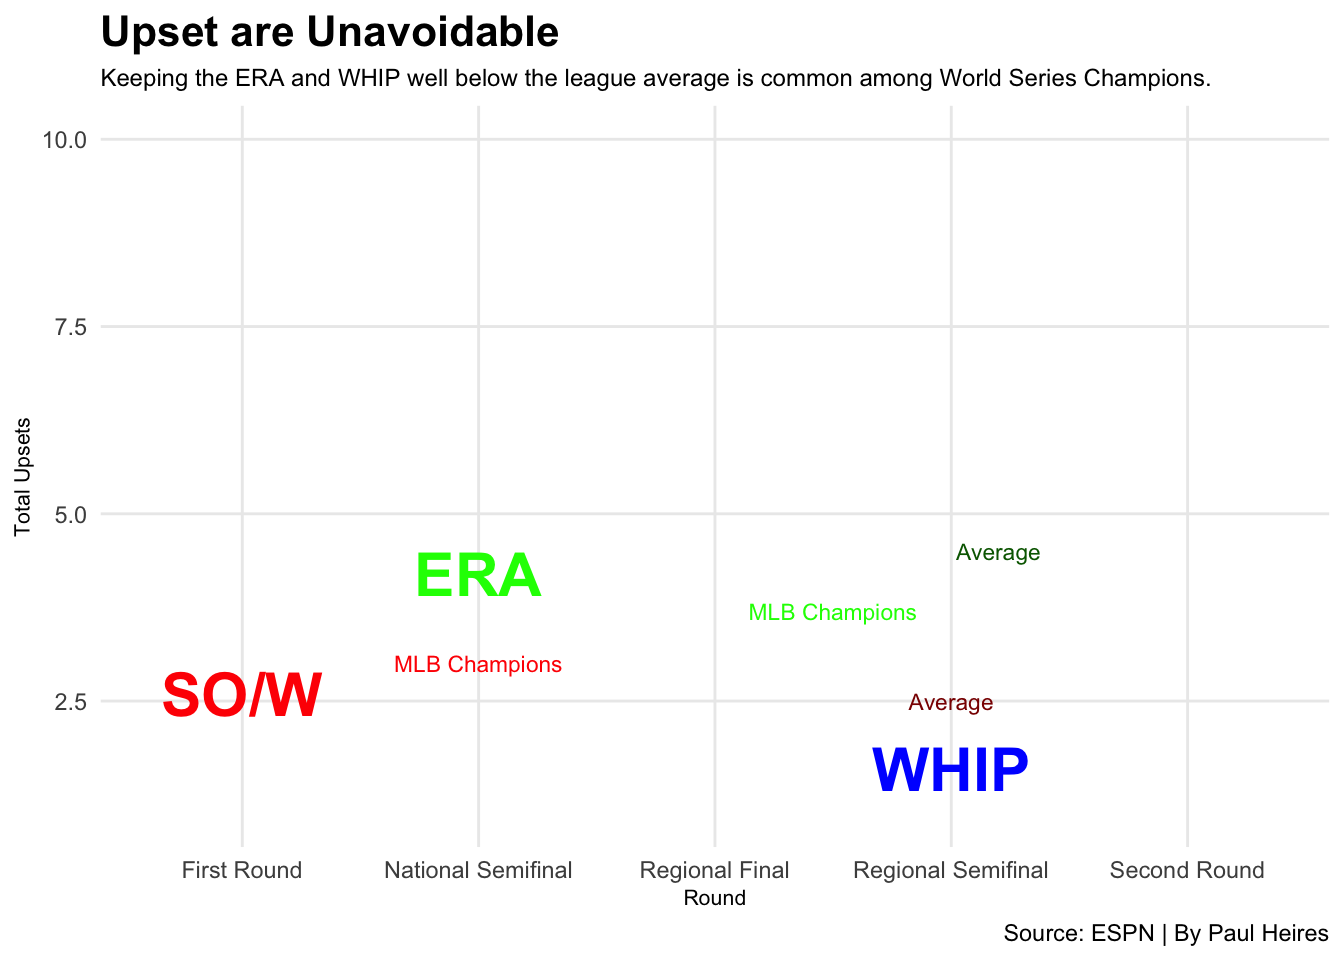 Upset are Unavoidable
Keeping the ERA and WHIP well below the league average is common among World Series Champions.
10.0
7.5
5.0
2.5
Total Upsets
Average
ERA
MLB Champions
MLB Champions
SO/W
Average
WHIP
First Round
National Semifinal
Regional Final
Regional Semifinal
Second Round
Round
Source: ESPN | By Paul Heires